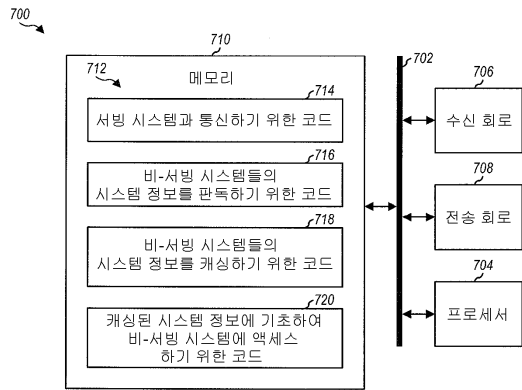 700
710
702
712
메모리
714
서빙 시스템과 통신하기 위한 코드
716
비-서빙 시스템들의
시스템 정보를 판독하기 위한 코드
718
비-서빙 시스템들의
시스템 정보를 캐싱하기 위한 코드
720
캐싱된 시스템 정보에 기초하여
비-서빙 시스템에 액세스
하기 위한 코드
706
수신 회로
708
전송 회로
704
프로세서